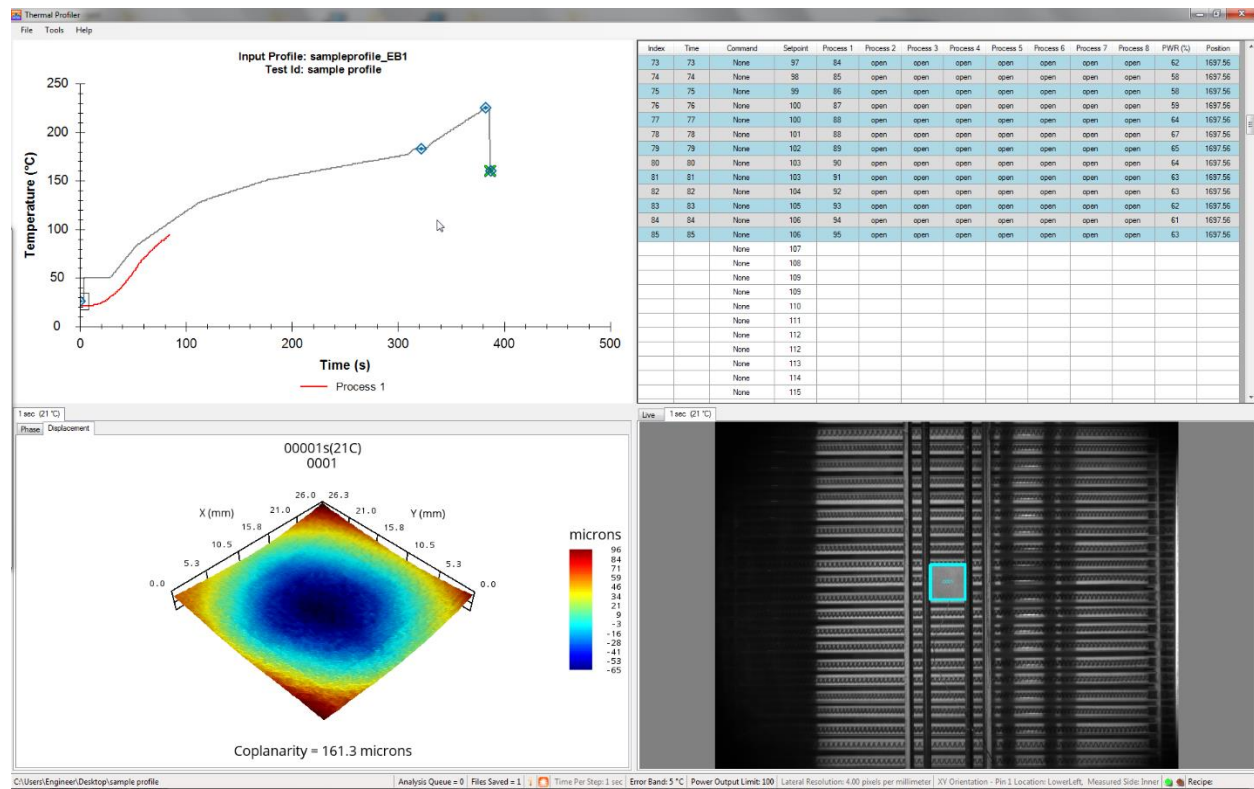 Thermal Profiler
File Tools Help
Input Profile: sampleprofile_EB1
Test Id: sample profile
250
200
150
100
50
0
Temperature (°C)
0 100 200 300 400 500
Time (s)
Process 1
Index Time Command Setpoint Process 1 Process 2 Process 3 Process 4 Process 5 Process 6 Process 7 Process 8 PWR (%) Position
73 73 None 97 84 open open open open open open open 62 1697.56
74 74 None 98 85 open open open open open open open 58 1697.56
75 75 None 99 86 open open open open open open open 58 1697.56
76 76 None 100 87 open open open open open open open 59 1697.56
77 77 None 100 88 open open open open open open open 64 1697.56
78 78 None 101 88 open open open open open open open 67 1697.56
79 79 None 102 89 open open open open open open open 65 1697.56
80 80 None 103 90 open open open open open open open 64 1697.56
81 81 None 103 91 open open open open open open open 63 1697.56
82 82 None 104 92 open open open open open open open 63 1697.56
83 83 None 105 93 open open open open open open open 62 1697.56
84 84 None 106 94 open open open open open open open 61 1697.56
85 85 None 106 95 open open open open open open open 63 1697.56
None 107
None 108
None 109
None 109
None 110
None 111
None 112
None 112
None 113
None 114
None 115
1 sec (21 °C)
Phase Displacement
00001s(21C)
0001
26.0 26.3
X (mm) 21.0 21.0 Y (mm)
15.8 15.8
10.5 10.5
5.3 5.3
0.0 0.0
microns
96
84
71
59
46
34
21
9
-3
-16
-28
-41
-53
-65
Coplanarity = 161.3 microns
Live 1 sec (21 °C)
C:\Users\Engineer\Desktop\sample profile Analysis Queue = 0 Files Saved = 1 Time Per Step: 1 sec Error Band: 5 °C Power Output Limit: 100 Lateral Resolution: 4.00 pixels per millimeter XY Orientation - Pin 1 Location: LowerLeft, Measured Side: Inner Recipe: